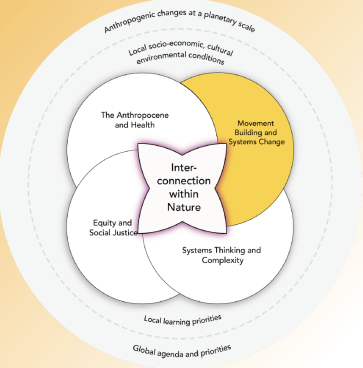 Anthropogenic changes at a planetary scale
Local socio-economic, cultural
environmental conditions
The Anthropocene
and Health
Movement
Building and
Systems Change
Inter-
connection
within
Nature
Equity and
Social Justice
Systems Thinking and
Complexity
Local learning priorities
Global agenda and priorities